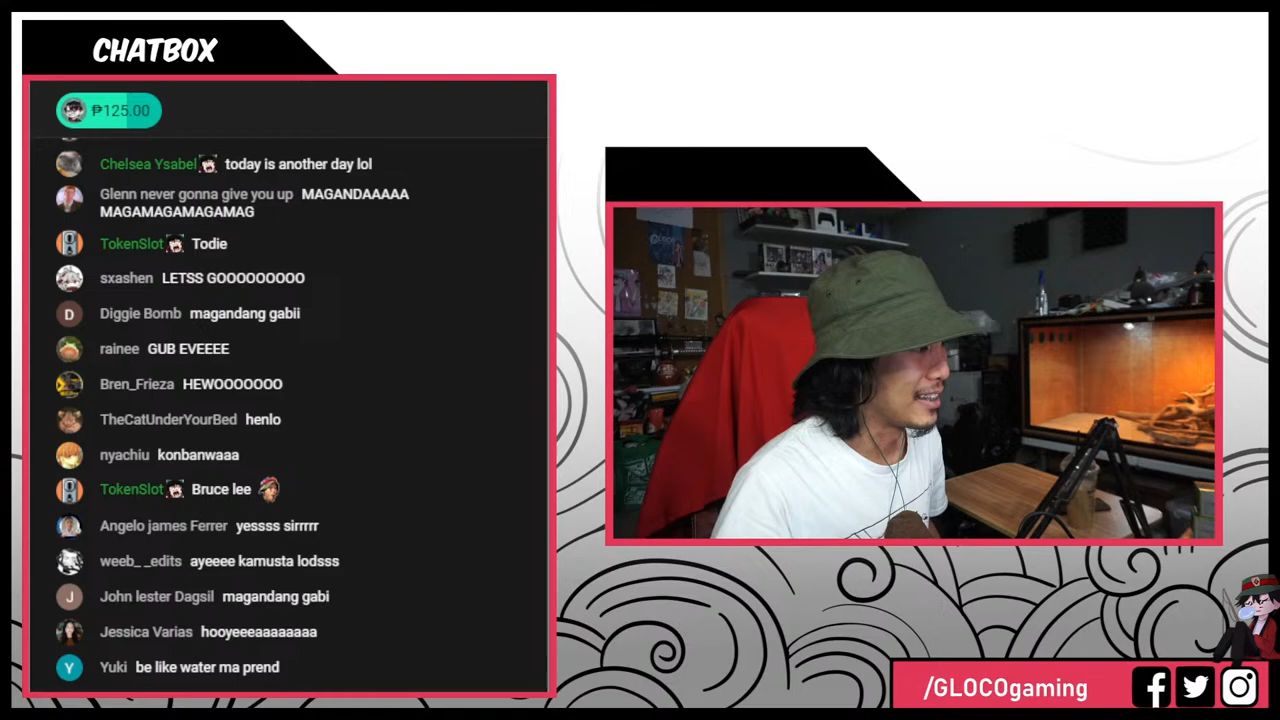 CHATBOX
₱125.00
Chelsea Ysabel today is another day lol
Glenn never gonna give you up MAGANDAAAAA
MAGAMAGAMAGAMAG
TokenSlot Todie
sxashen LETSS GOOOOOOOOO
D Diggie Bomb magandang gabii
rainee GUB EVEEEE
Bren_Frieza HEWOOOOOOO
TheCatUnderYourBed henlo
nyachiu konbanwaaa
TokenSlot Bruce lee
Angelo james Ferrer yessss sirrrrr
weeb_ _edits ayeeee kamusta lodsss
J John lester Dagsil magandang gabi
Jessica Varias hooyeeeaaaaaaaa
Y Yuki be like water ma prend
GLOCO
/GLOCOgaming